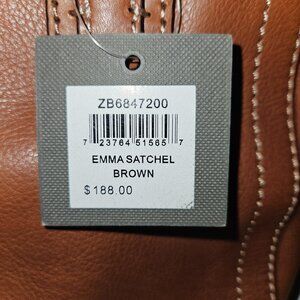 ZB6847200
7 23764 51565 7
EMMA SATCHEL
BROWN
$ 188.00